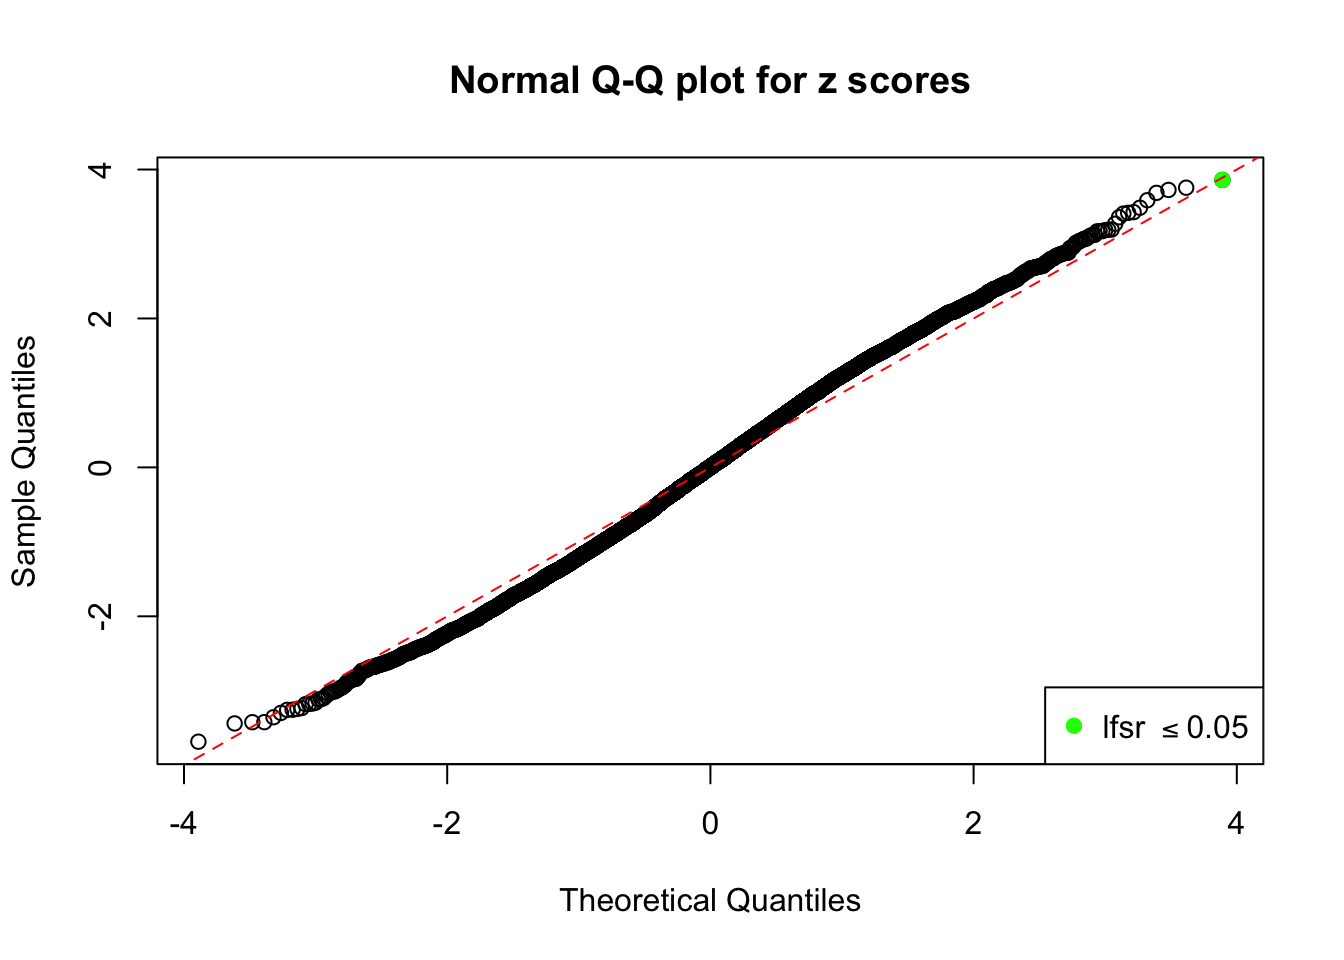 Normal Q-Q plot for z scores
Sample Quantiles
4
2
0
-2
-4
-2
0
2
4
Theoretical Quantiles
lfsr ≤ 0.05